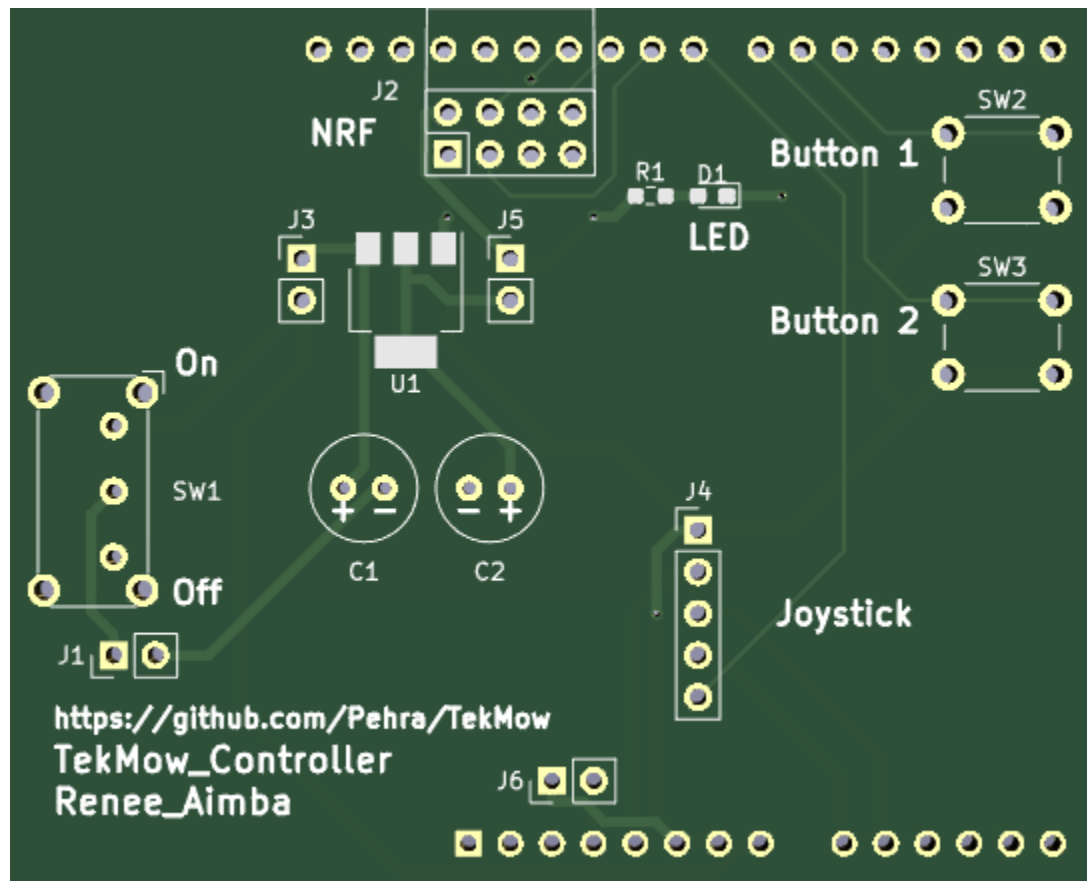 J2
NRF
SW2
Button 1
R1
D1
LED
J3
J5
SW3
Button 2
On
U1
SW1
+ -
- +
J4
C1
C2
Off
Joystick
J1
https://github.com/Pehra/TekMow
TekMow_Controller
Renee_Aimba
J6